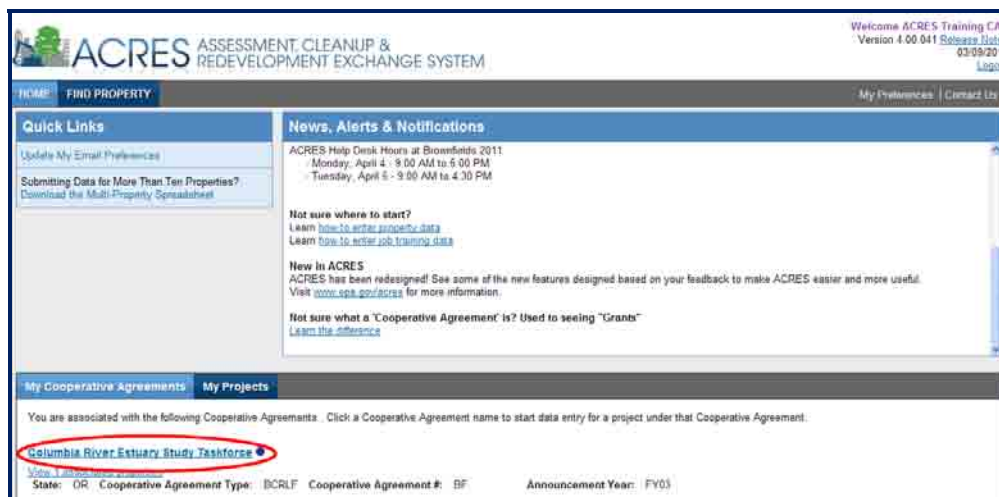 ACRES ASSESSMENT, CLEANUP &
REDEVELOPMENT EXCHANGE SYSTEM
Welcome ACRES Training CA
Version 4.00.041 Release Note
03/09/20
Logo
HOME FIND PROPERTY
My Preferences | Contact Us
Quick Links
Update My Email Preferences
Submitting Data for More Than Ten Properties?
Download the Multi-Property Spreadsheet
News, Alerts & Notifications
ACRES Help Desk Hours at Brownfields 2011
- Monday, April 4 - 9:00 AM to 6:00 PM
- Tuesday, April 5 - 9:00 AM to 4:30 PM
Not sure where to start?
Learn how to enter property data
Learn how to enter job training data
New in ACRES
ACRES has been redesigned! See some of the new features designed based on your feedback to make ACRES easier and more useful.
Visit www.epa.gov/acres for more information.
Not sure what a 'Cooperative Agreement' is? Used to seeing "Grants"
Learn the difference
My Cooperative Agreements My Projects
You are associated with the following Cooperative Agreements . Click a Cooperative Agreement name to start data entry for a project under that Cooperative Agreement.
Columbia River Estuary Study Taskforse
View 1 associated properties
State: OR Cooperative Agreement Type: BCRLF Cooperative Agreement #: BF Announcement Year: FY03